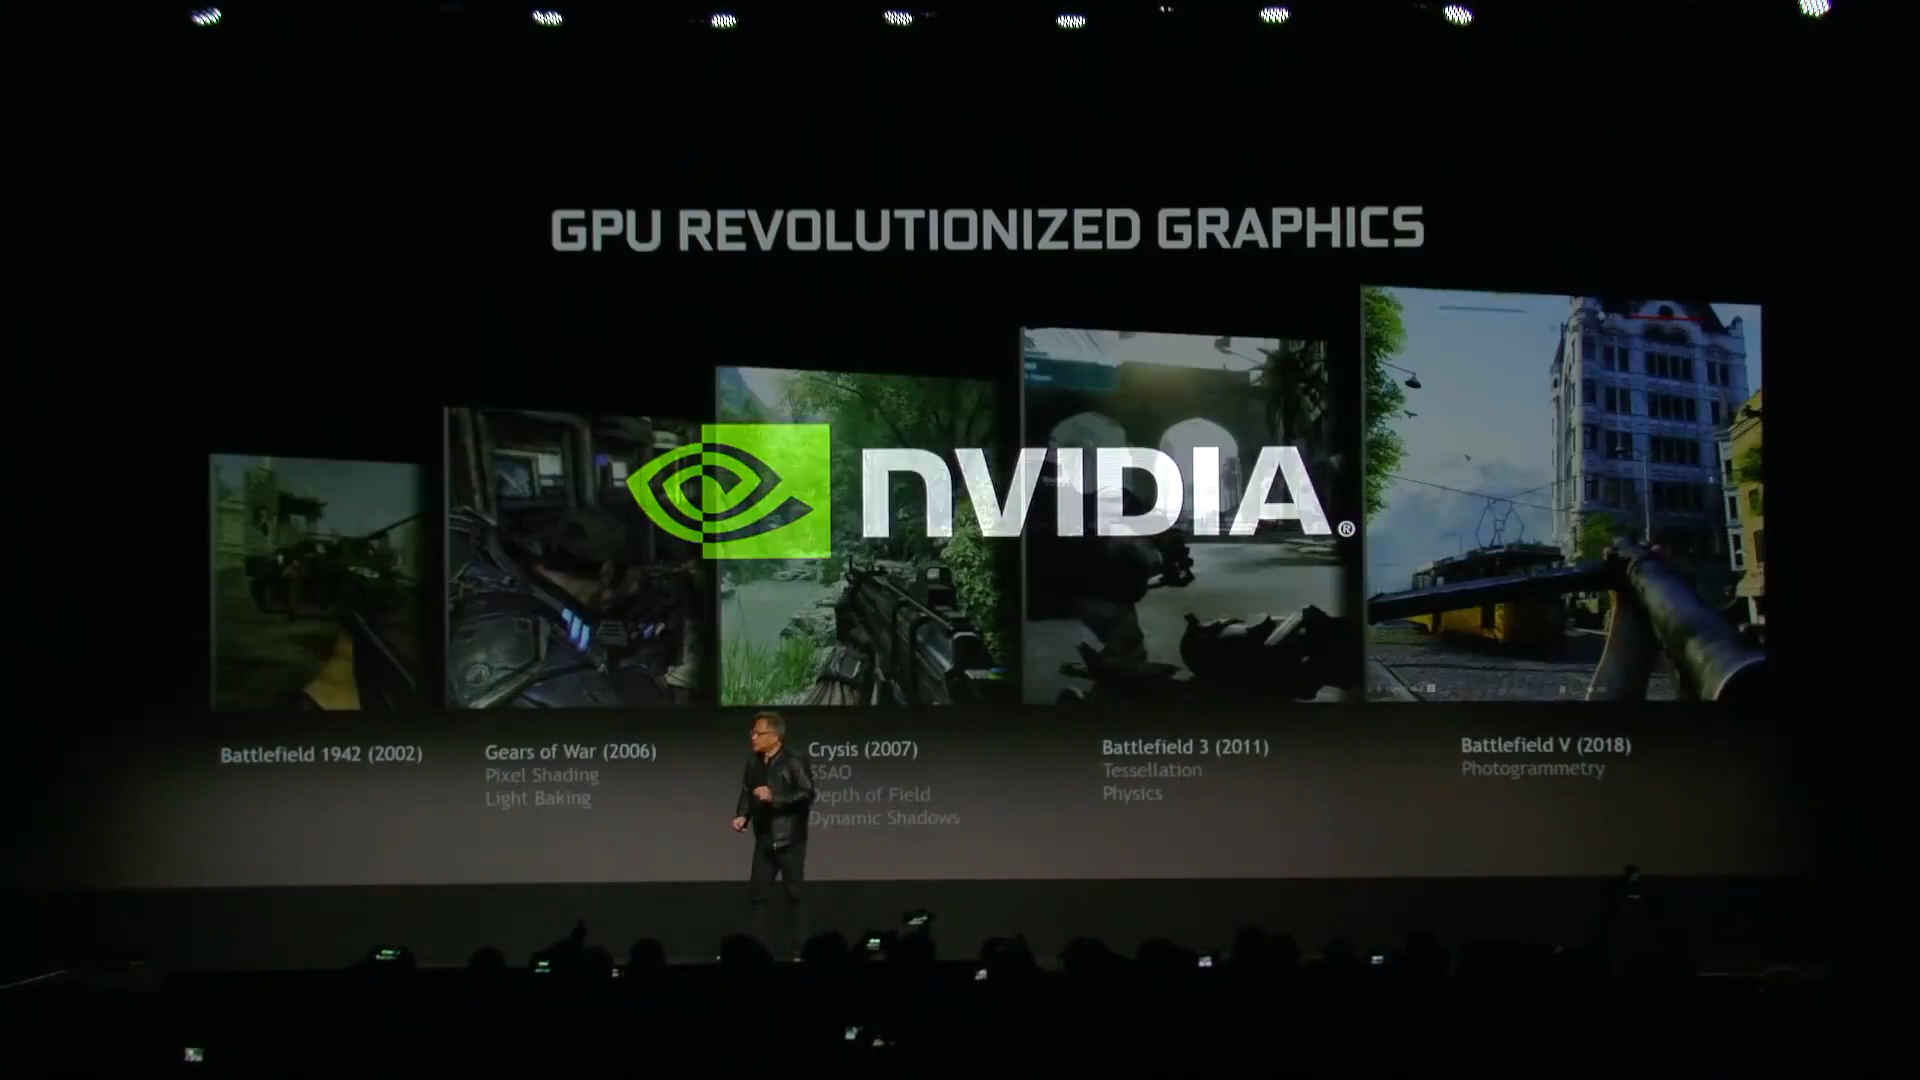 GPU REVOLUTIONIZED GRAPHICS
NVIDIA®
Battlefield 1942 (2002)
Gears of War (2006)
Pixel Shading
Light Baking
Crysis (2007)
SSAO
Depth of Field
Dynamic Shadows
Battlefield 3 (2011)
Tessellation
Physics
Battlefield V (2018)
Photogrammetry